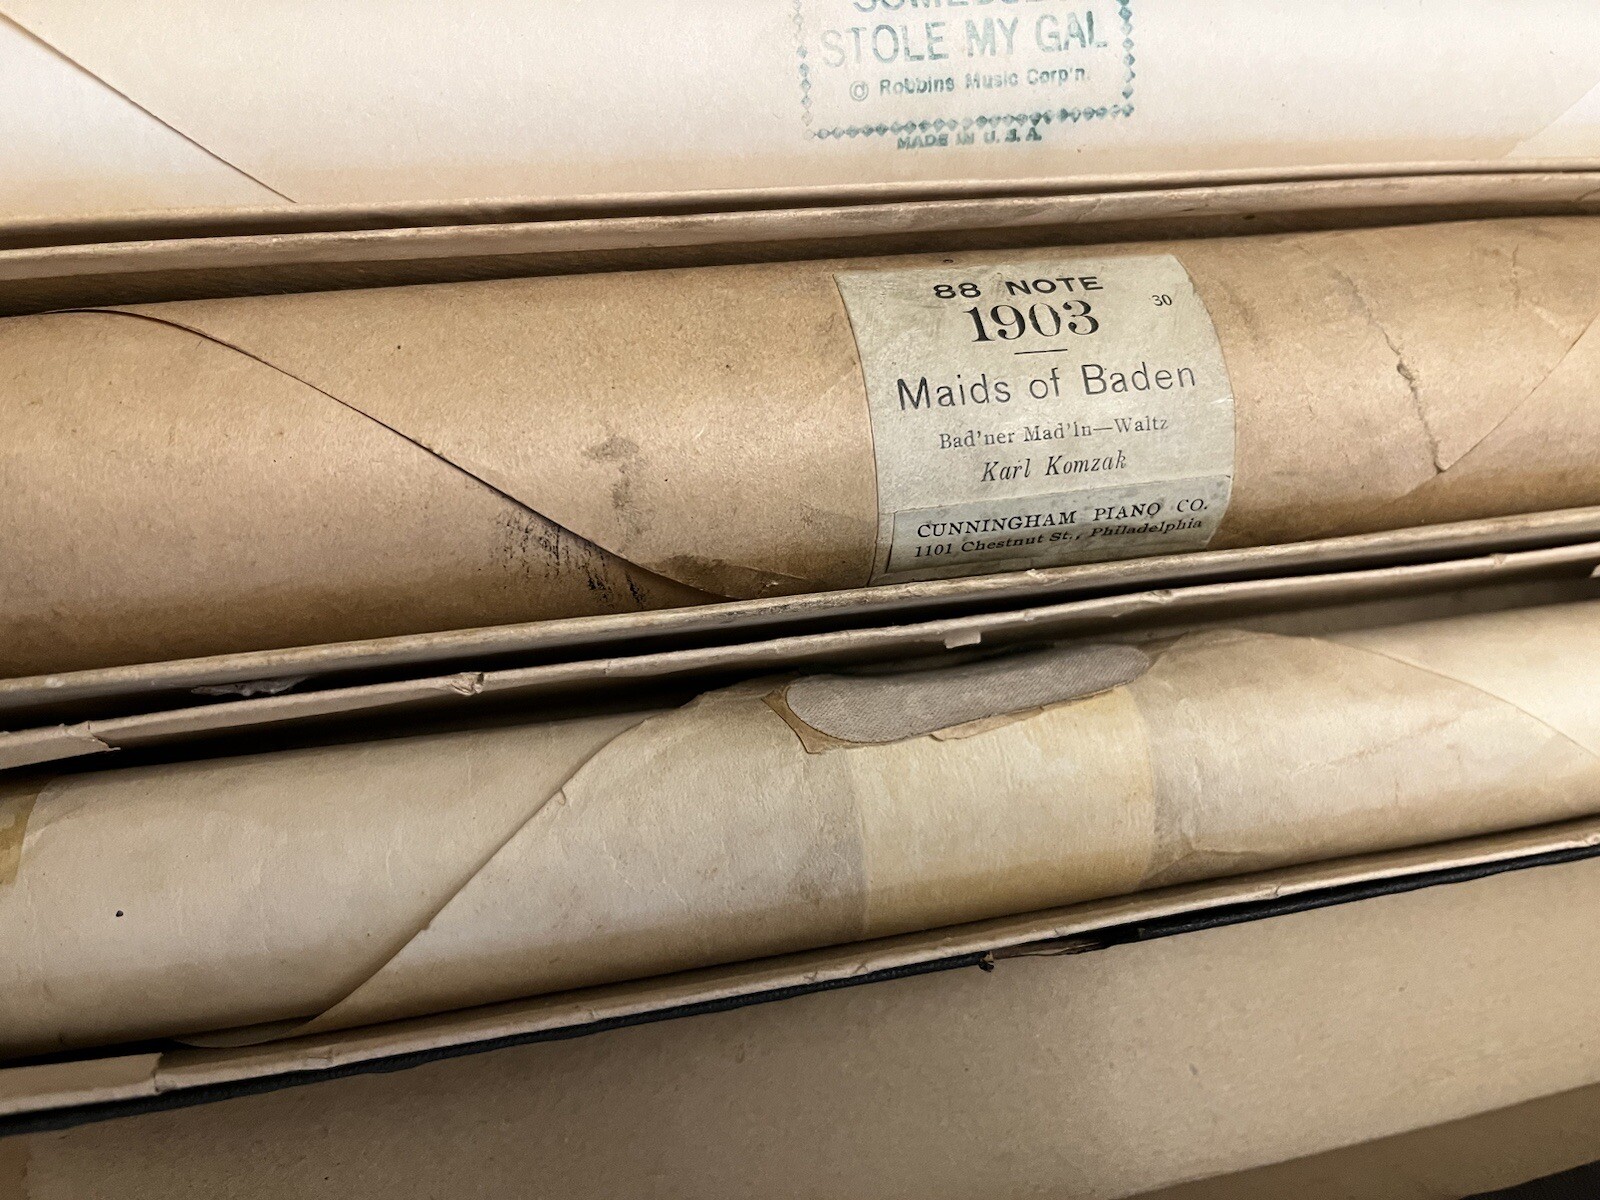 STOLE MY GAL
© Robbins Music Corp'n.
MADE IN U.S.A.
88 NOTE
1903
30
Maids of Baden
Bad'ner Mad'ln—Waltz
Karl Komzak
CUNNINGHAM PIANO CO.
1101 Chestnut St., Philadelphia